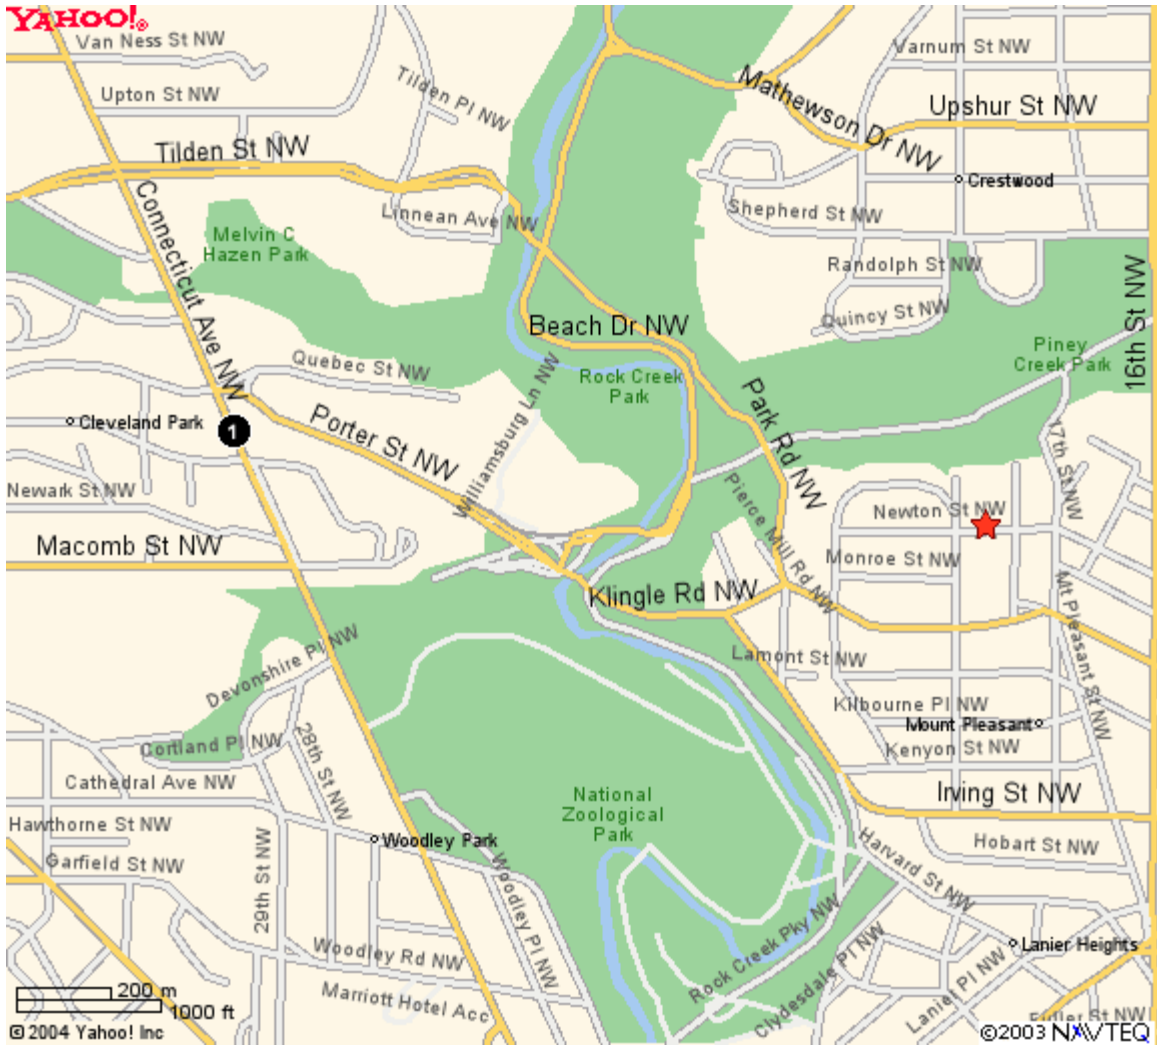 YAHOO!®
Van Ness St NW
Varnum St NW
Tilden Pl NW
Mathewson Dr NW
Upton St NW
Upshur St NW
Tilden St NW
Crestwood
Connecticut Ave NW
Linnean Ave NW
Shepherd St NW
Melvin C
Hazen Park
Randolph St NW
16th St NW
Quincy St NW
Beach Dr NW
Piney
Creek Park
Quebec St NW
Rock Creek
Park
Williamsburg Ln NW
Park Rd NW
Cleveland Park
1
Porter St NW
17th St NW
Newark St NW
Pierce Mill Rd NW
Newton St NW
Macomb St NW
Monroe St NW
Klingle Rd NW
Mt Pleasant St NW
Devonshire Pl NW
Lamont St NW
Kilbourne Pl NW
Mount Pleasant
Cortland Pl NW
28th St NW
Kenyon St NW
Cathedral Ave NW
National
Zoological
Park
Irving St NW
Hawthorne St NW
Woodley Park
Harvard St NW
Hobart St NW
Garfield St NW
29th St NW
Woodley Pl NW
Woodley Rd NW
Rock Creek Pky NW
Clydesdale Pl NW
Lanier Heights
Lanier Pl NW
Marriott Hotel Acc
200 m
1000 ft
Fuller St NW
© 2004 Yahoo! Inc
©2003 NAVTEQ